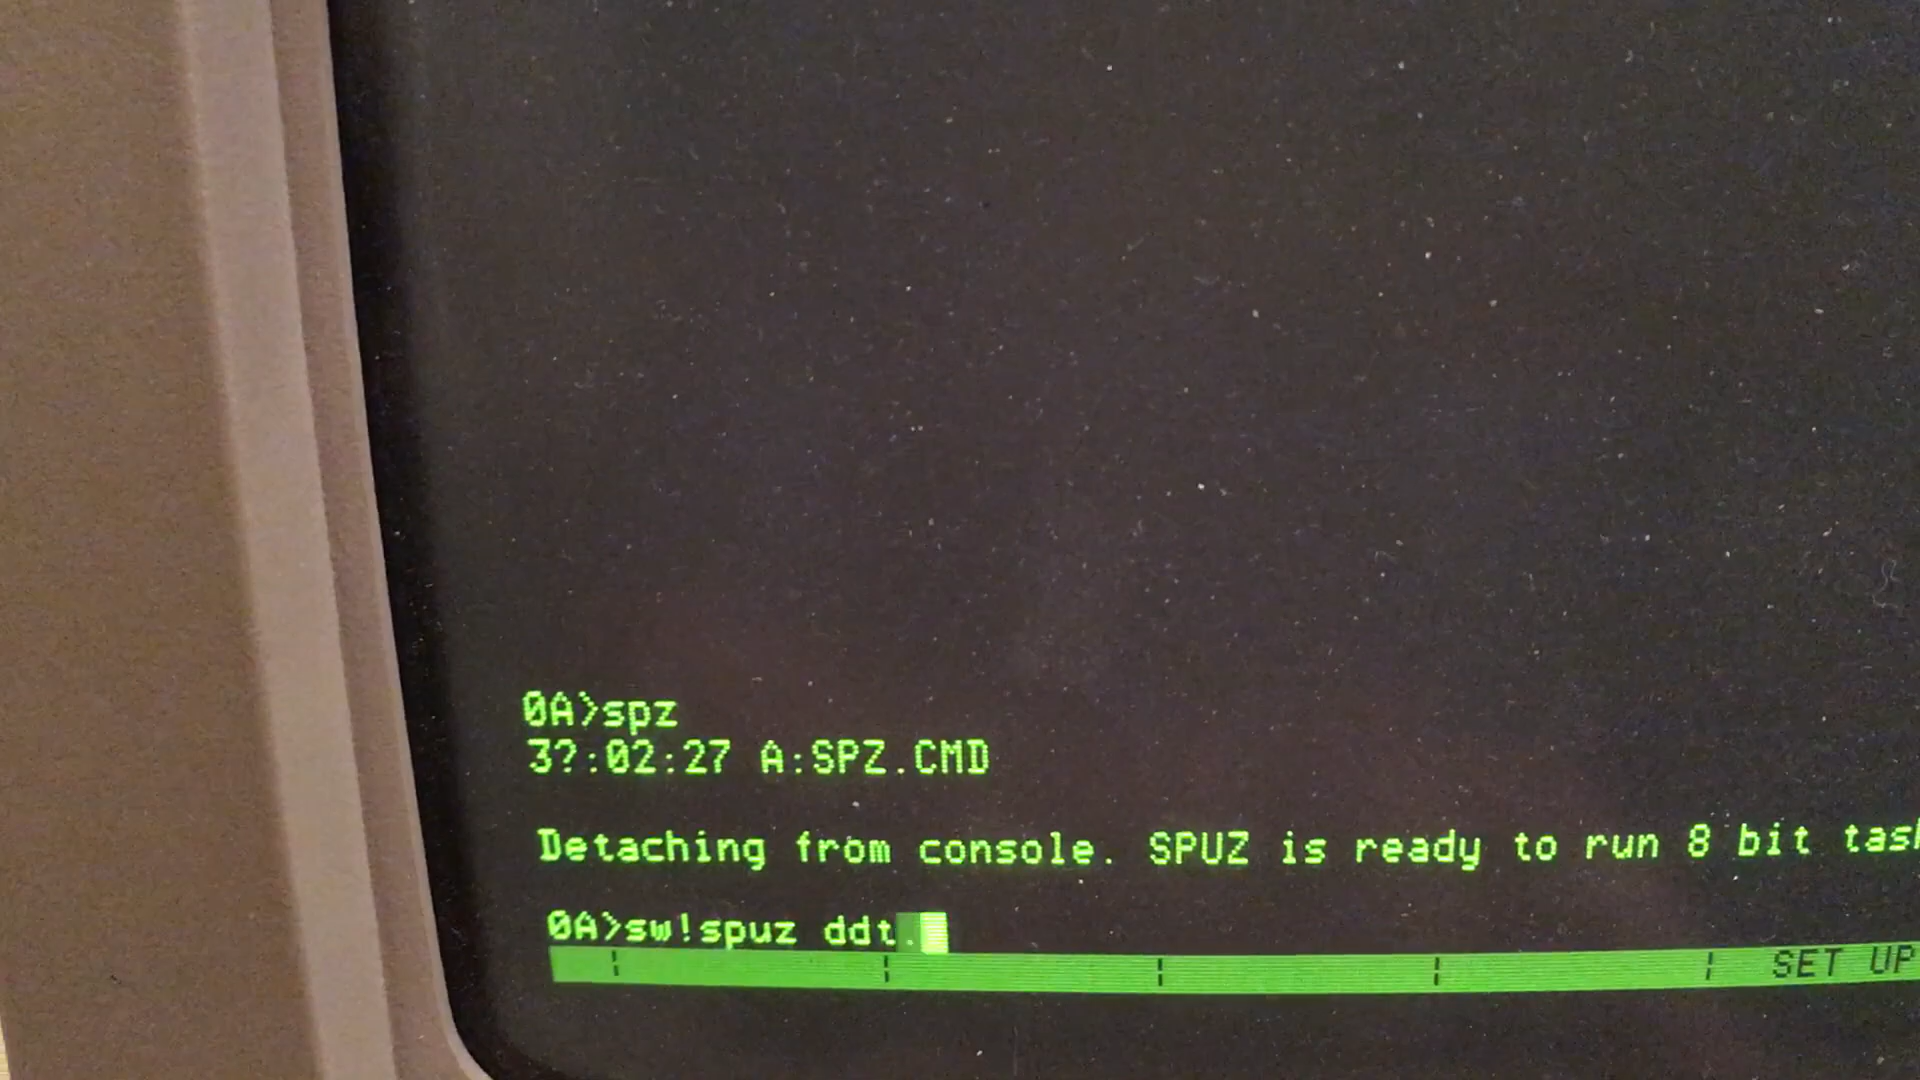 0A>spz
3?:02:27 A:SPZ.CMD
Detaching from console. SPUZ is ready to run 8 bit tas
0A>sw!spuz ddt.
SET UP